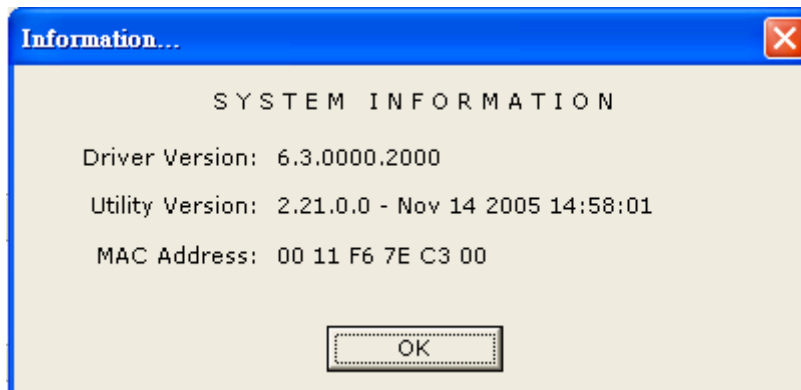 Information...
SYSTEM INFORMATION
Driver Version: 6.3.0000.2000
Utility Version: 2.21.0.0 - Nov 14 2005 14:58:01
MAC Address: 00 11 F6 7E C3 00
OK